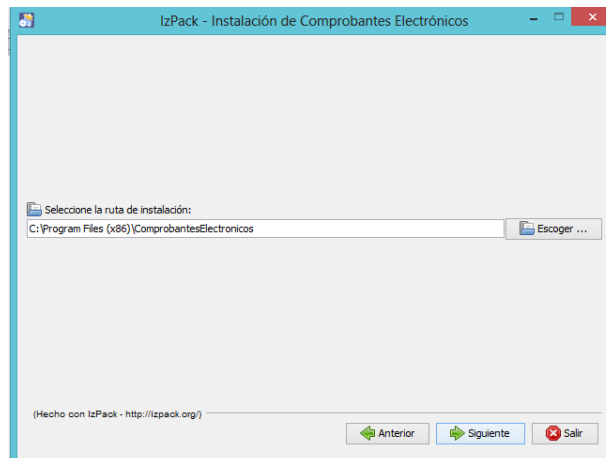 IzPack - Instalación de Comprobantes Electrónicos
Seleccione la ruta de instalación:
C:\Program Files (x86)\ComprobantesElectronicos
Escoger ...
(Hecho con IzPack - http://izpack.org/)
Anterior
Siguiente
Salir